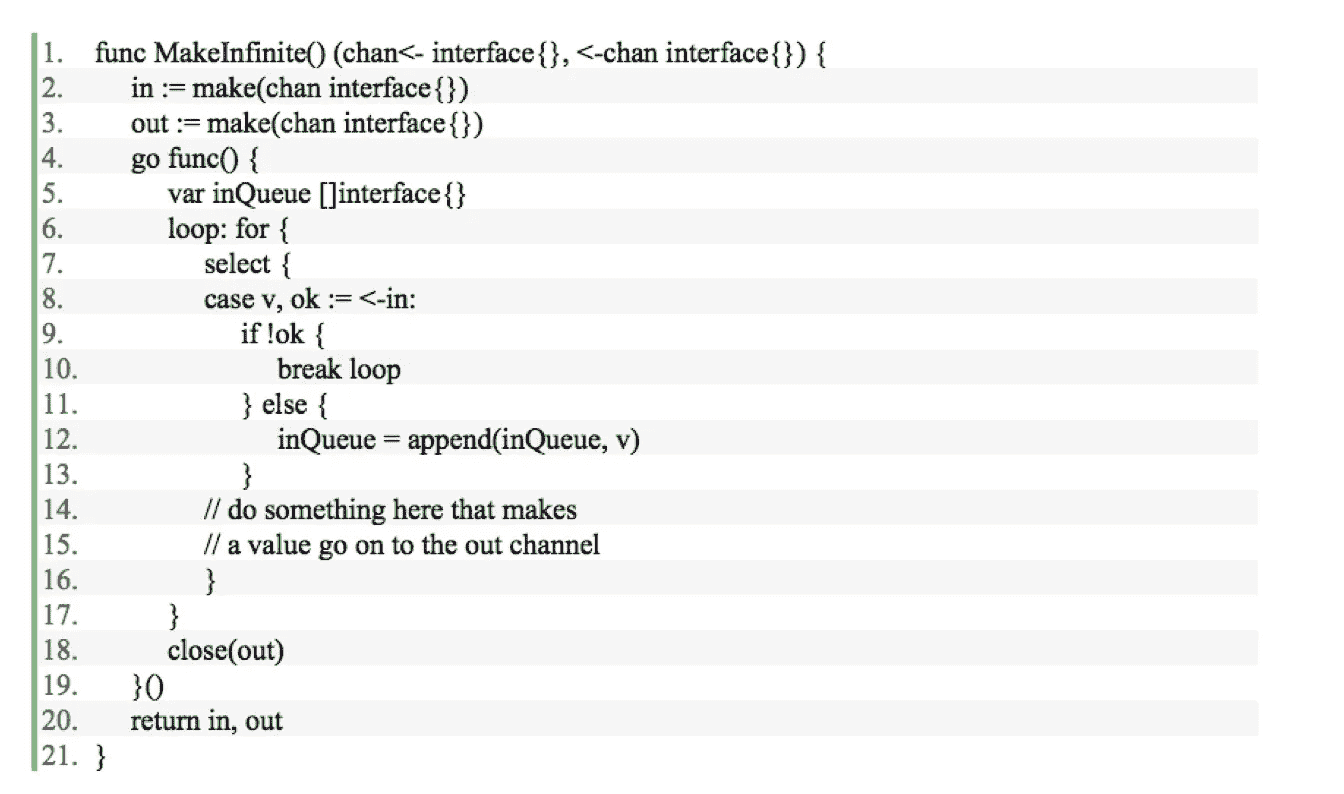 1. func MakeInfinite() (chan<- interface{}, <-chan interface{}) {
2. in := make(chan interface{})
3. out := make(chan interface{})
4. go func() {
5. var inQueue []interface{}
6. loop: for {
7. select {
8. case v, ok := <-in:
9. if !ok {
10. break loop
11. } else {
12. inQueue = append(inQueue, v)
13. }
14. // do something here that makes
15. // a value go on to the out channel
16. }
17. }
18. close(out)
19. }()
20. return in, out
21. }